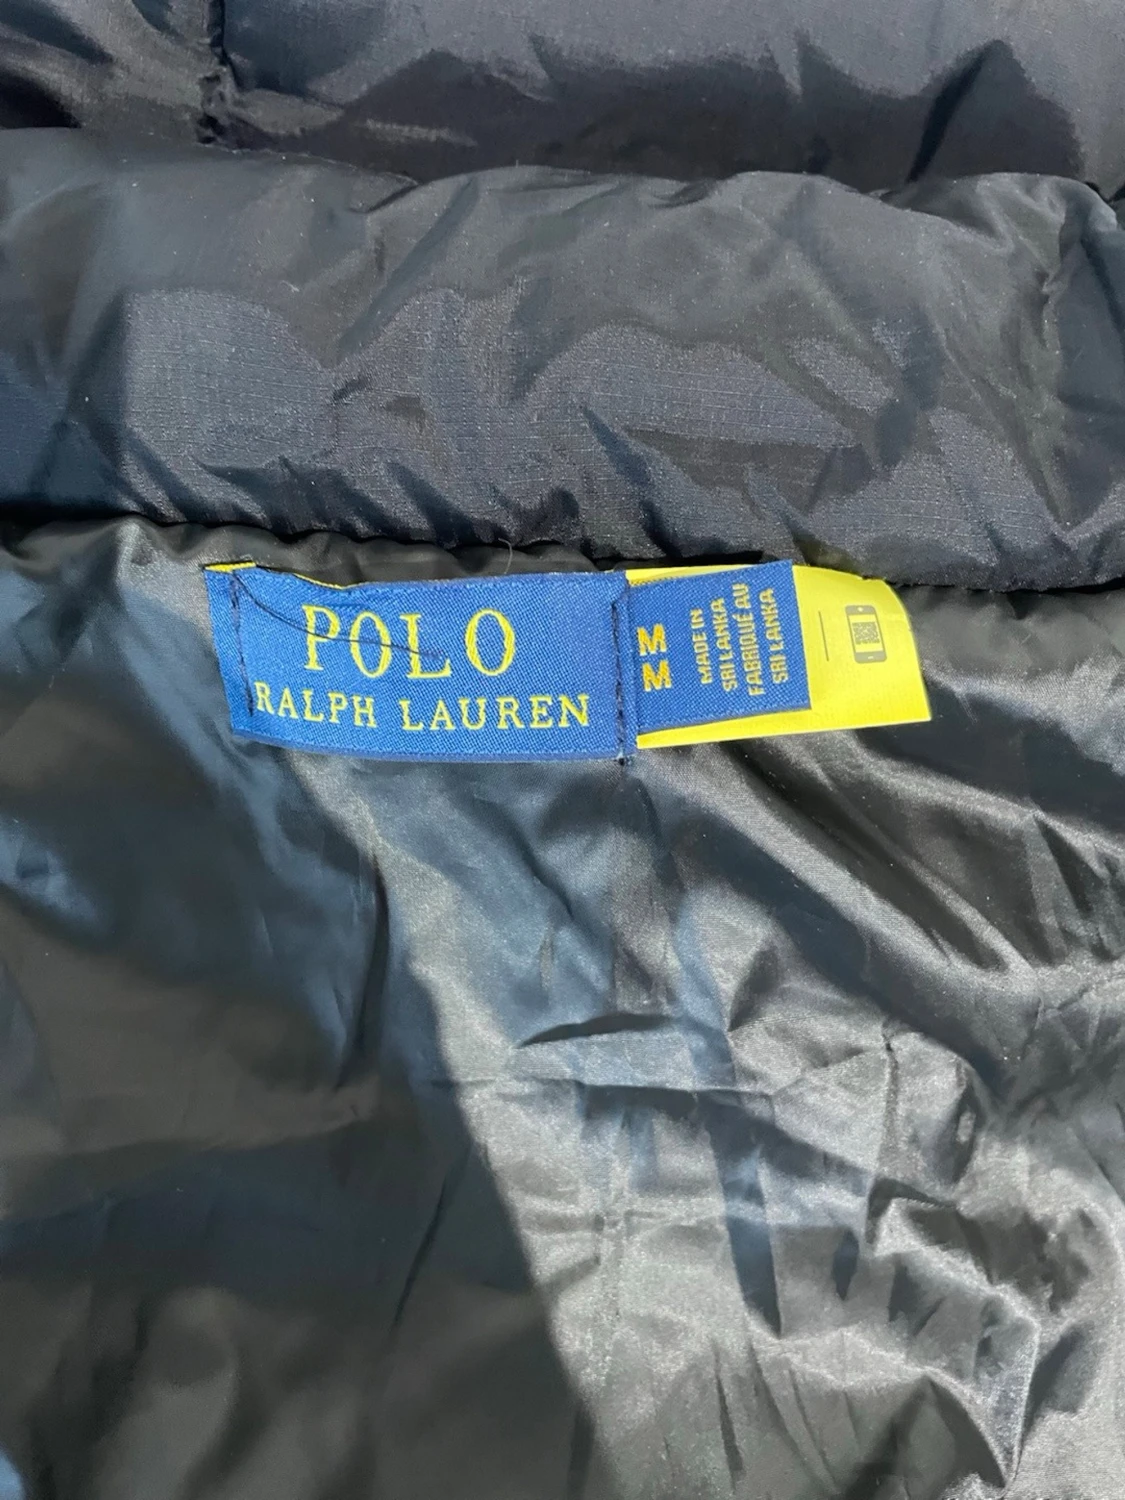 POLO
RALPH LAUREN
M
M
MADE IN
SRI LANKA
FABRIQUÉ AU
SRI LANKA